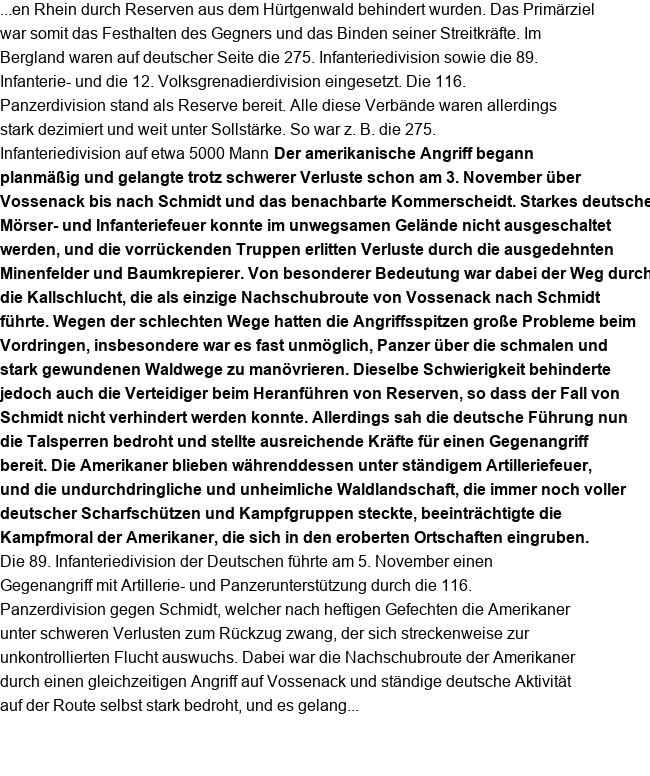 ...en Rhein durch Reserven aus dem Hürtgenwald behindert wurden. Das Primärziel
war somit das Festhalten des Gegners und das Binden seiner Streitkräfte. Im
Bergland waren auf deutscher Seite die 275. Infanteriedivision sowie die 89.
Infanterie- und die 12. Volksgrenadierdivision eingesetzt. Die 116.
Panzerdivision stand als Reserve bereit. Alle diese Verbände waren allerdings
stark dezimiert und weit unter Sollstärke. So war z. B. die 275.
Infanteriedivision auf etwa 5000 Mann Der amerikanische Angriff begann
planmäßig und gelangte trotz schwerer Verluste schon am 3. November über
Vossenack bis nach Schmidt und das benachbarte Kommerscheidt. Starkes deutsche
Mörser- und Infanteriefeuer konnte im unwegsamen Gelände nicht ausgeschaltet
werden, und die vorrückenden Truppen erlitten Verluste durch die ausgedehnten
Minenfelder und Baumkrepierer. Von besonderer Bedeutung war dabei der Weg durch
die Kallschlucht, die als einzige Nachschubroute von Vossenack nach Schmidt
führte. Wegen der schlechten Wege hatten die Angriffsspitzen große Probleme beim
Vordringen, insbesondere war es fast unmöglich, Panzer über die schmalen und
stark gewundenen Waldwege zu manövrieren. Dieselbe Schwierigkeit behinderte
jedoch auch die Verteidiger beim Heranführen von Reserven, so dass der Fall von
Schmidt nicht verhindert werden konnte. Allerdings sah die deutsche Führung nun
die Talsperren bedroht und stellte ausreichende Kräfte für einen Gegenangriff
bereit. Die Amerikaner blieben währenddessen unter ständigem Artilleriefeuer,
und die undurchdringliche und unheimliche Waldlandschaft, die immer noch voller
deutscher Scharfschützen und Kampfgruppen steckte, beeinträchtigte die
Kampfmoral der Amerikaner, die sich in den eroberten Ortschaften eingruben.
Die 89. Infanteriedivision der Deutschen führte am 5. November einen
Gegenangriff mit Artillerie- und Panzerunterstützung durch die 116.
Panzerdivision gegen Schmidt, welcher nach heftigen Gefechten die Amerikaner
unter schweren Verlusten zum Rückzug zwang, der sich streckenweise zur
unkontrollierten Flucht auswuchs. Dabei war die Nachschubroute der Amerikaner
durch einen gleichzeitigen Angriff auf Vossenack und ständige deutsche Aktivität
auf der Route selbst stark bedroht, und es gelang...